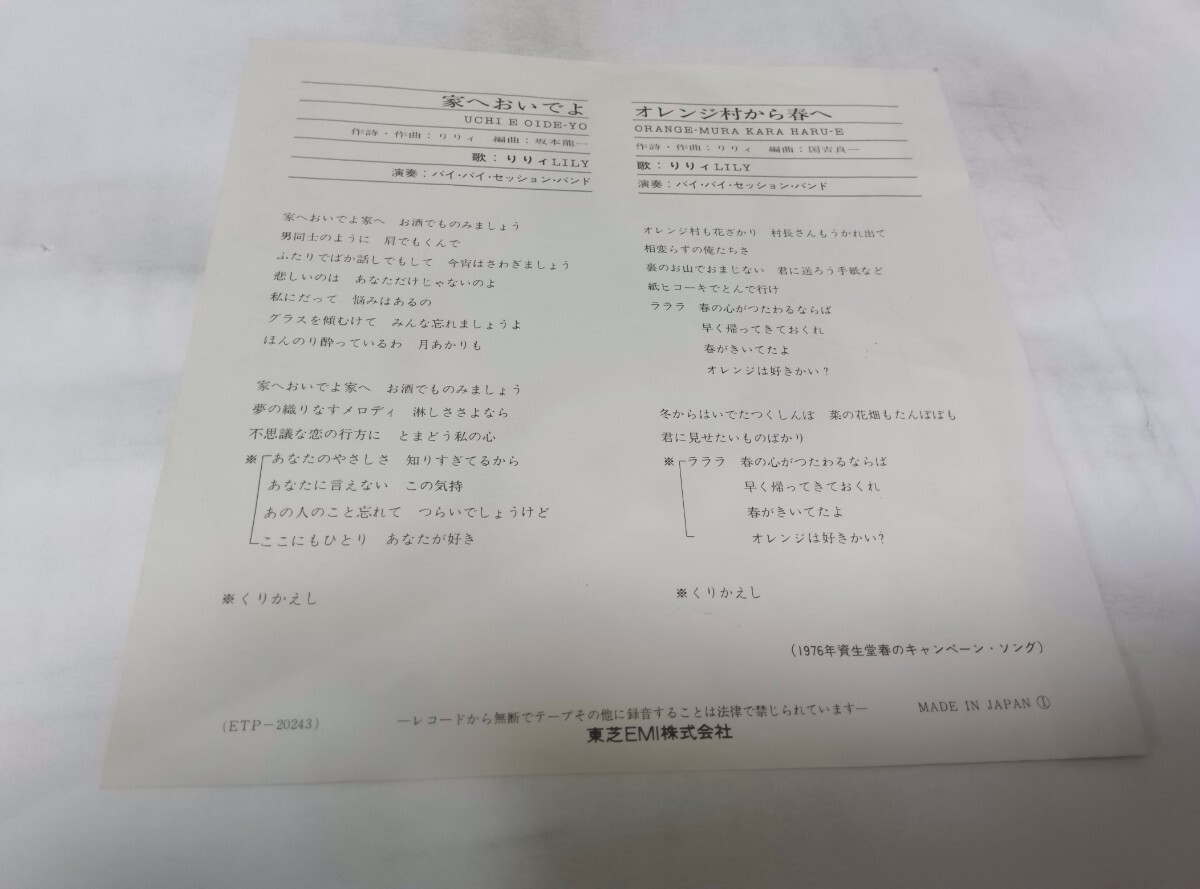 家へおいでよ
UCHI E OIDE-YO
作詩・作曲：りりィ 編曲：坂本龍一
歌：りりィLILY
演奏：バイ・バイ・セッション・バンド
家へおいでよ家へ お酒でものみましょう
男同士のように 肩でもくんで
ふたりでばか話しでもして 今宵はさわぎましょう
悲しいのは あなただけじゃないのよ
私にだって 悩みはあるの
グラスを傾むけて みんな忘れましょうよ
ほんのり酔っているわ 月あかりも
家へおいでよ家へ お酒でものみましょう
夢の織りなすメロディ 淋しささよなら
不思議な恋の行方に とまどう私の心
※あなたのやさしさ 知りすぎてるから
あなたに言えない この気持
あの人のこと忘れて つらいでしょうけど
ここにもひとり あなたが好き
※くりかえし
オレンジ村から春へ
ORANGE-MURA KARA HARU-E
作詩・作曲：りりィ 編曲：国吉良一
歌：りりィLILY
演奏：バイ・バイ・セッション・バンド
オレンジ村も花ざかり 村長さんもうかれ出て
相変らずの俺たちさ
裏のお山でおまじない 君に送ろう手紙など
紙ヒコーキでとんで行け
ラララ 春の心がつたわるならば
早く帰ってきておくれ
春がきいてたよ
オレンジは好きかい？
冬からはいでたつくしんぼ 菜の花畑もたんぽぽも
君に見せたいものばかり
※ラララ 春の心がつたわるならば
早く帰ってきておくれ
春がきいてたよ
オレンジは好きかい？
※くりかえし
（1976年資生堂春のキャンペーン・ソング）
（ETP－20243）
—レコードから無断でテープその他に録音することは法律で禁じられています—
MADE IN JAPAN ①
東芝EMI株式会社